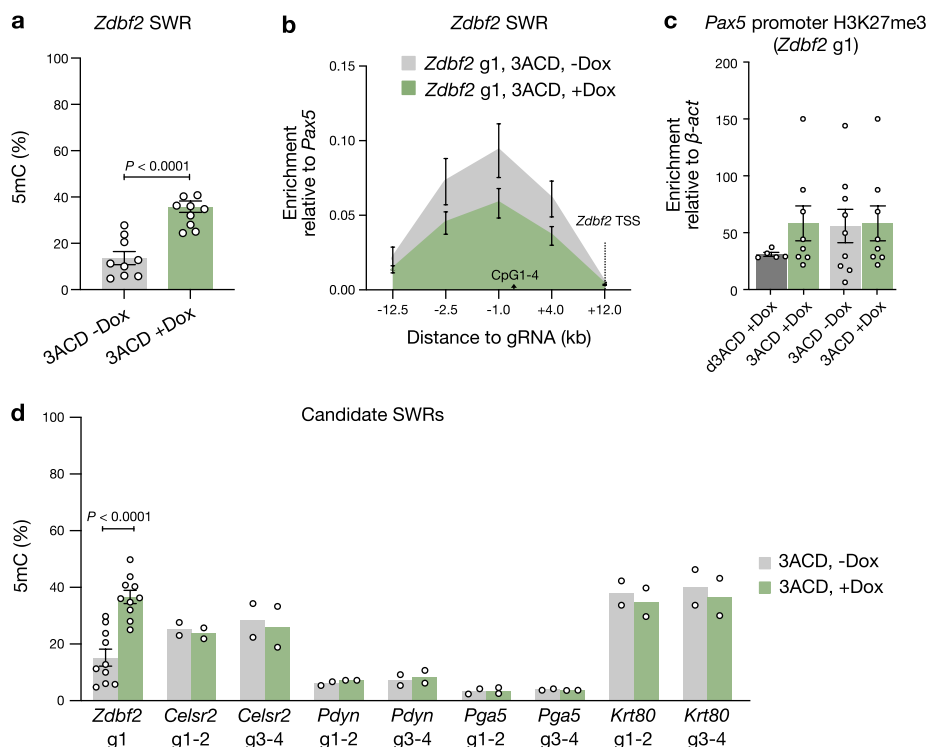 a
Zdbf2 SWR
5mC (%)
100
80
60
40
20
0
P < 0.0001
3ACD -Dox
3ACD +Dox
b
Zdbf2 SWR
Zdbf2 g1, 3ACD, -Dox
Zdbf2 g1, 3ACD, +Dox
Enrichment
relative to Pax5
0.15
0.10
0.05
0.00
Zdbf2 TSS
CpG1-4
-12.5
-2.5
-1.0
+4.0
+12.0
Distance to gRNA (kb)
c
Pax5 promoter H3K27me3
(Zdbf2 g1)
Enrichment
relative to β-act
200
150
100
50
0
d3ACD +Dox
3ACD +Dox
3ACD -Dox
3ACD +Dox
d
Candidate SWRs
5mC (%)
100
80
60
40
20
0
P < 0.0001
3ACD, -Dox
3ACD, +Dox
Zdbf2 Celsr2 Celsr2 Pdyn Pdyn Pga5 Pga5 Krt80 Krt80
g1 g1-2 g3-4 g1-2 g3-4 g1-2 g3-4 g1-2 g3-4